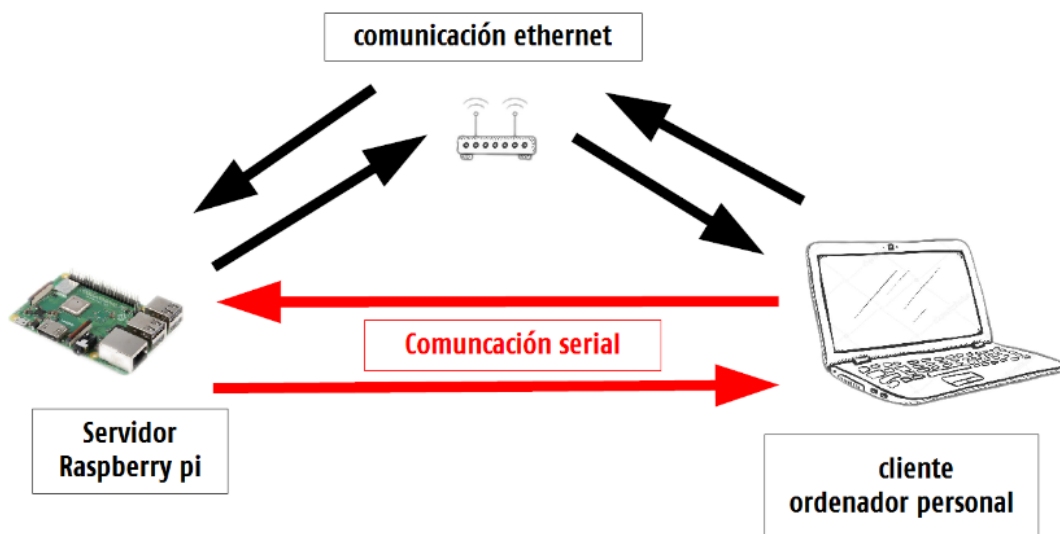 comunicación ethernet
Comuncación serial
Servidor
Raspberry pi
cliente
ordenador personal